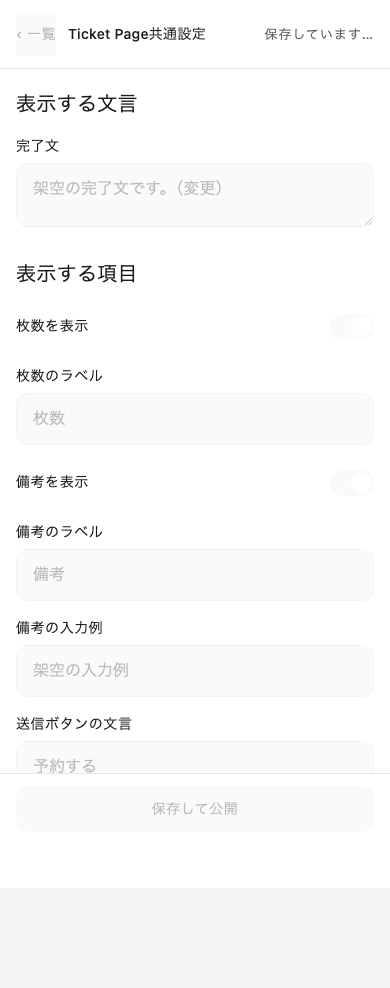 ‹ 一覧 Ticket Page共通設定 保存しています…
表示する文言
完了文
架空の完了文です。（変更）
表示する項目
枚数を表示
枚数のラベル
枚数
備考を表示
備考のラベル
備考
備考の入力例
架空の入力例
送信ボタンの文言
予約する
保存して公開